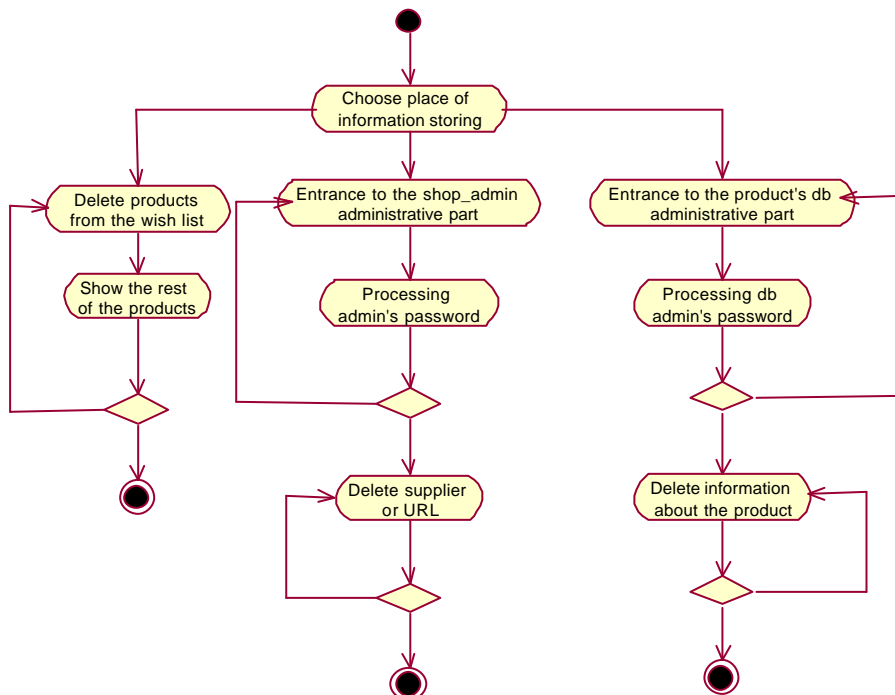 Choose place of
information storing
Delete products
from the wish list
Show the rest
of the products
Entrance to the shop_admin
administrative part
Processing
admin's password
Delete supplier
or URL
Entrance to the product's db
administrative part
Processing db
admin's password
Delete information
about the product